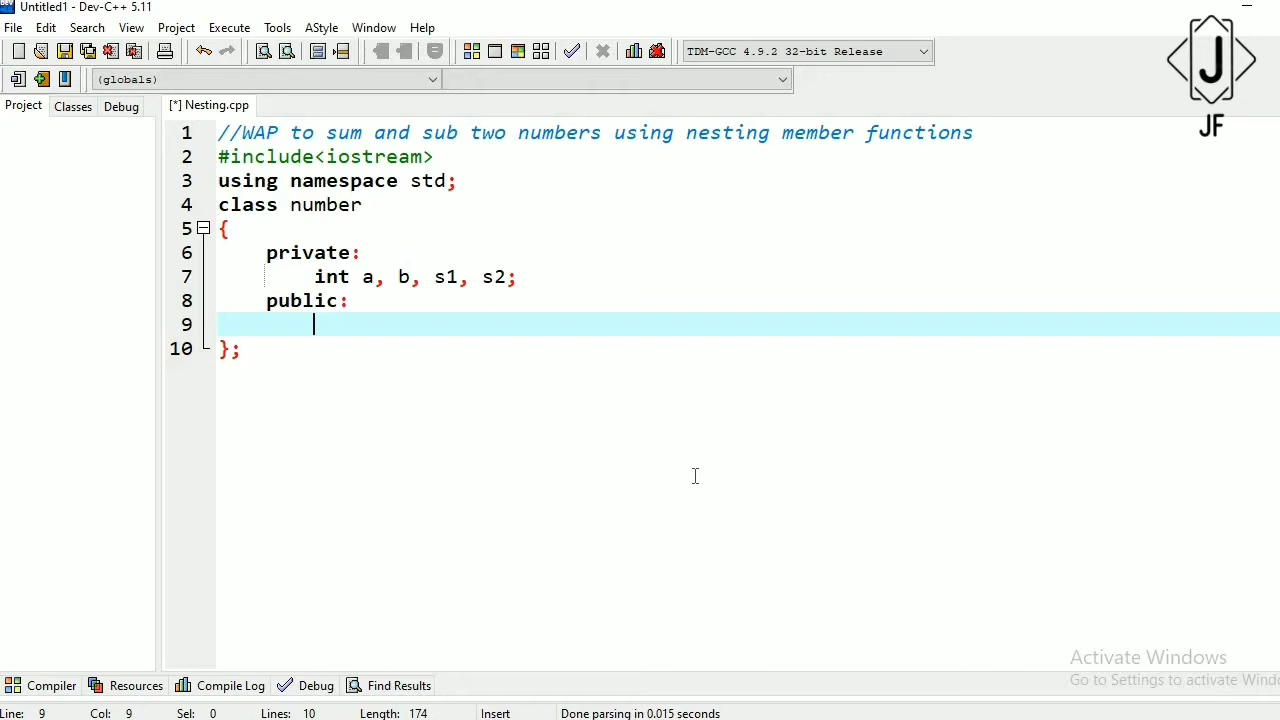 Untitled1 - Dev-C++ 5.11
File Edit Search View Project Execute Tools AStyle Window Help
TDM-GCC 4.9.2 32-bit Release
(globals)
Project Classes Debug [*] Nesting.cpp
J
JF
1 //WAP to sum and sub two numbers using nesting member functions
2 #include<iostream>
3 using namespace std;
4 class number
5 {
6 private:
7 int a, b, s1, s2;
8 public:
9
10 };
Activate Windows
Go to Settings to activate Windo
Compiler Resources Compile Log Debug Find Results
Line: 9 Col: 9 Sel: 0 Lines: 10 Length: 174 Insert Done parsing in 0.015 seconds